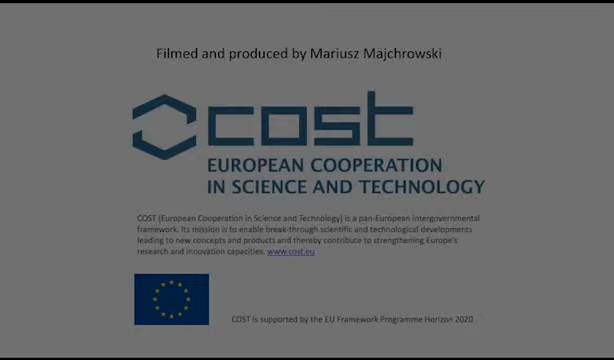 Filmed and produced by Mariusz Majchrowski
cost
EUROPEAN COOPERATION
IN SCIENCE AND TECHNOLOGY
COST (European Cooperation in Science and Technology) is a pan-European intergovernmental
framework. Its mission is to enable break-through scientific and technological developments
leading to new concepts and products and thereby contribute to strengthening Europe's
research and innovation capacities. www.cost.eu
COST is supported by the EU Framework Programme Horizon 2020